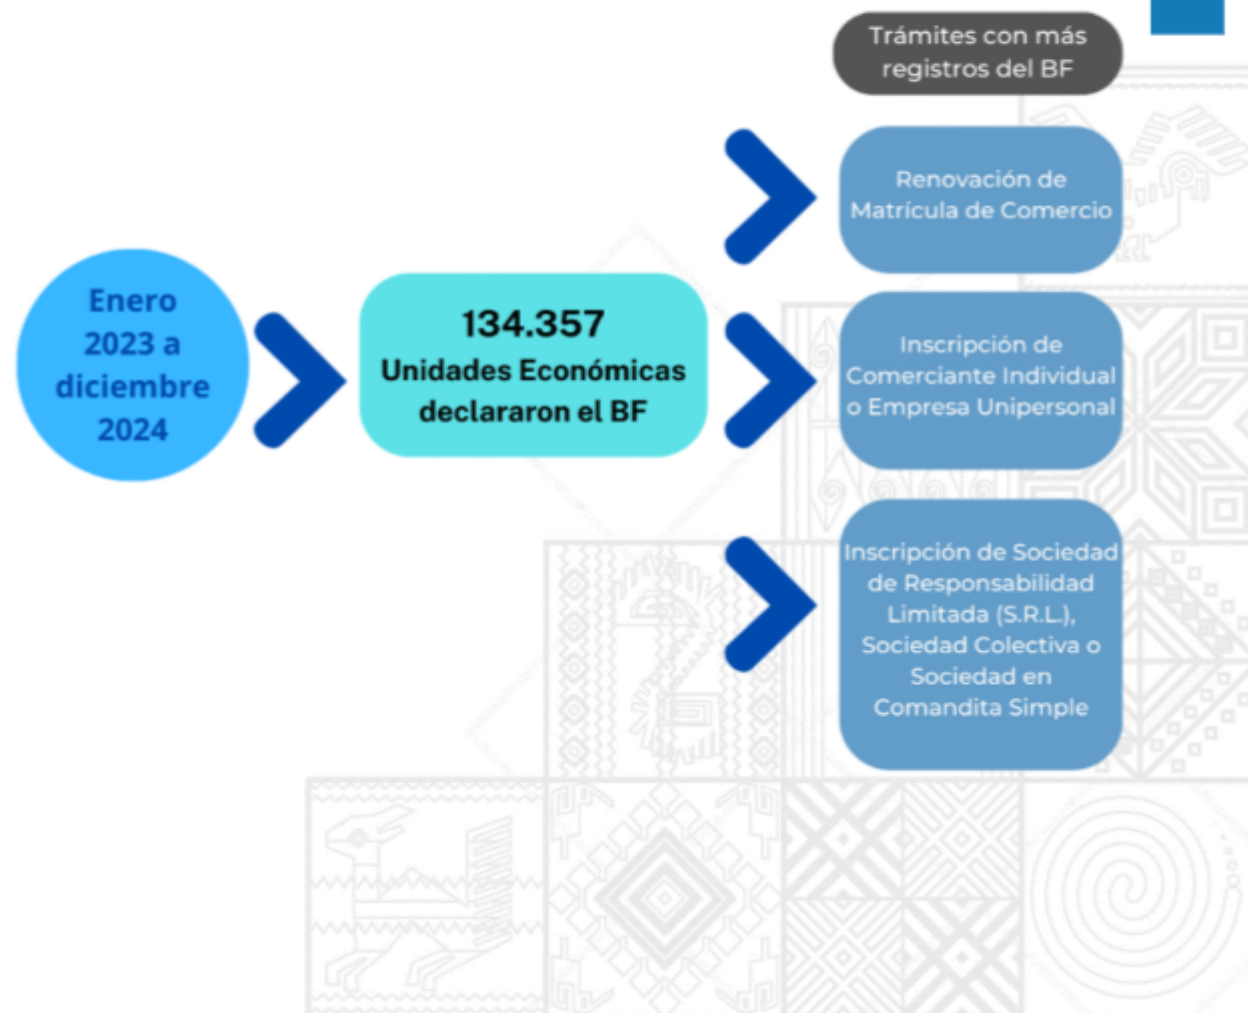 Trámites con más
registros del BF
Enero
2023 a
diciembre
2024
134.357
Unidades Económicas
declararon el BF
Renovación de
Matrícula de Comercio
Inscripción de
Comerciante Individual
o Empresa Unipersonal
Inscripción de Sociedad
de Responsabilidad
Limitada (S.R.L.),
Sociedad Colectiva o
Sociedad en
Comandita Simple